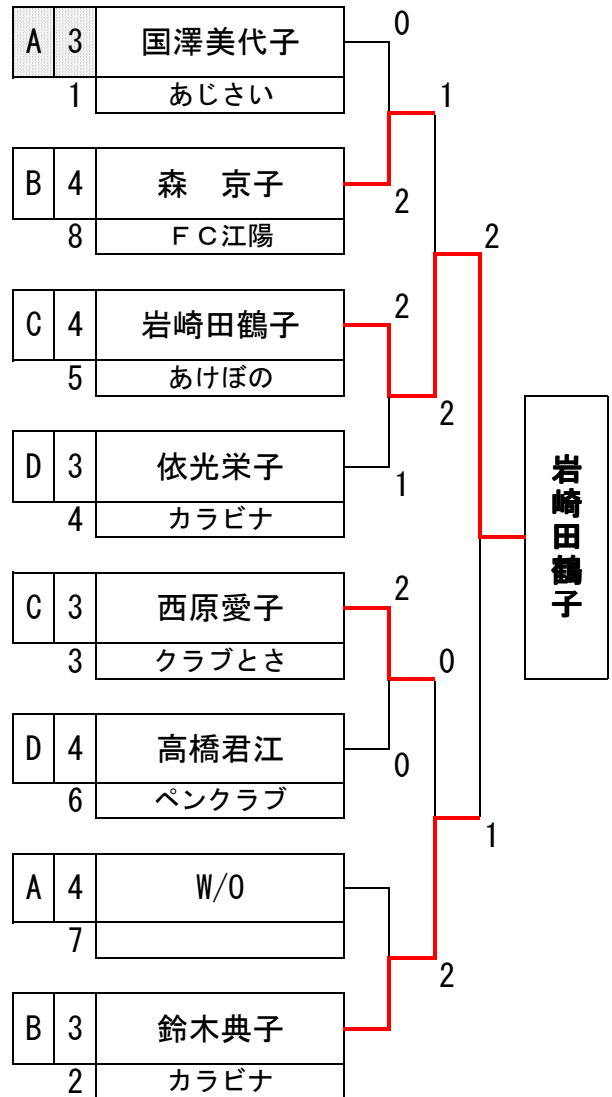 A 3 国澤美代子 0
1 あじさい 1
B 4 森　京子 2
8 ＦＣ江陽 2
C 4 岩崎田鶴子 2
5 あけぼの 2
D 3 依光栄子 1
4 カラビナ
岩崎田鶴子
C 3 西原愛子 2
3 クラブとさ 0
D 4 高橋君江 0
6 ペンクラブ
1
A 4 W/O
7
2
B 3 鈴木典子
2 カラビナ